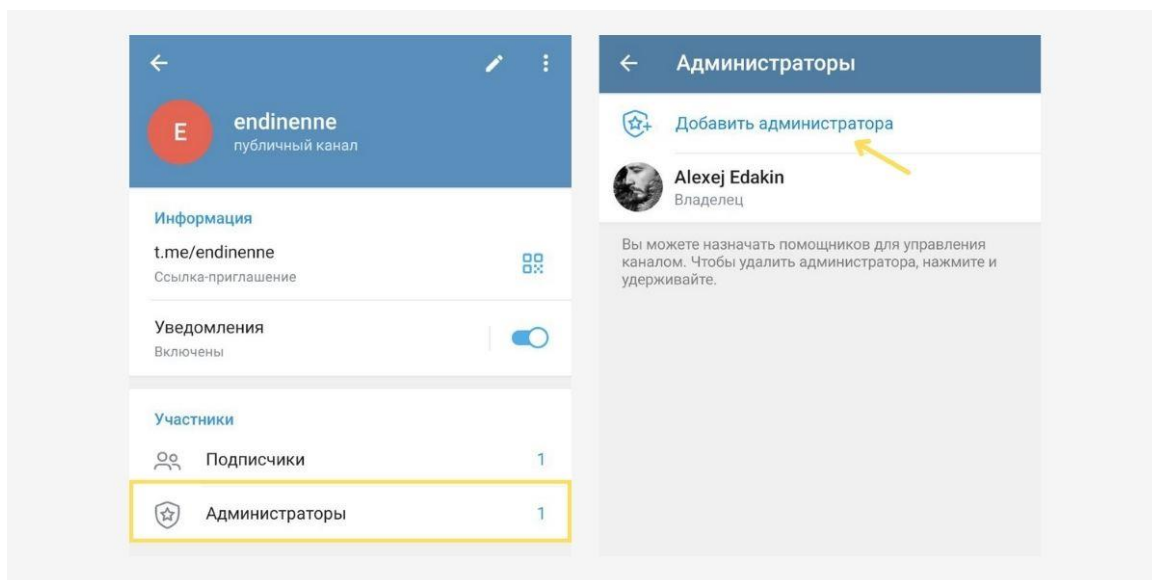 E
endinenne
публичный канал
Информация
t.me/endinenne
Ссылка-приглашение
Уведомления
Включены
Участники
Подписчики 1
Администраторы 1
Администраторы
Добавить администратора
Alexej Edakin
Владелец
Вы можете назначать помощников для управления
каналом. Чтобы удалить администратора, нажмите и
удерживайте.